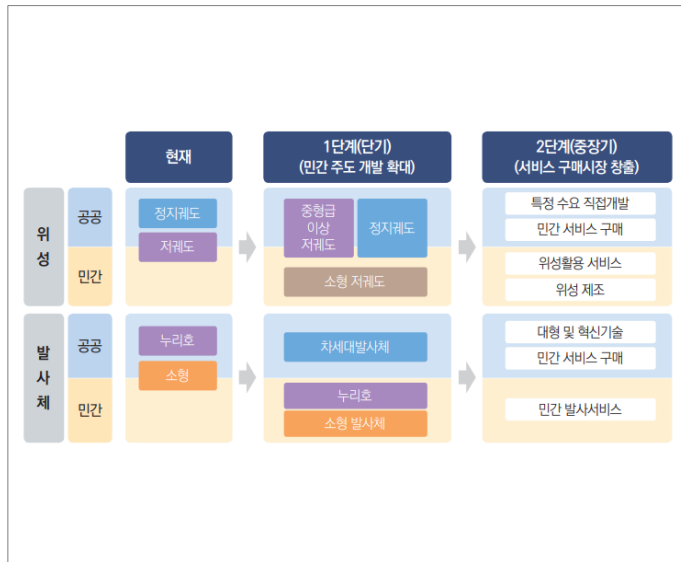 현재
1단계(단기)
(민간 주도 개발 확대)
2단계(중장기)
(서비스 구매시장 창출)
위성
공공
정지궤도
저궤도
중형급
이상
저궤도
정지궤도
특정 수요 직접개발
민간 서비스 구매
민간
소형 저궤도
위성활용 서비스
위성 제조
발사체
공공
누리호
소형
차세대발사체
대형 및 혁신기술
민간 서비스 구매
민간
누리호
소형 발사체
민간 발사서비스